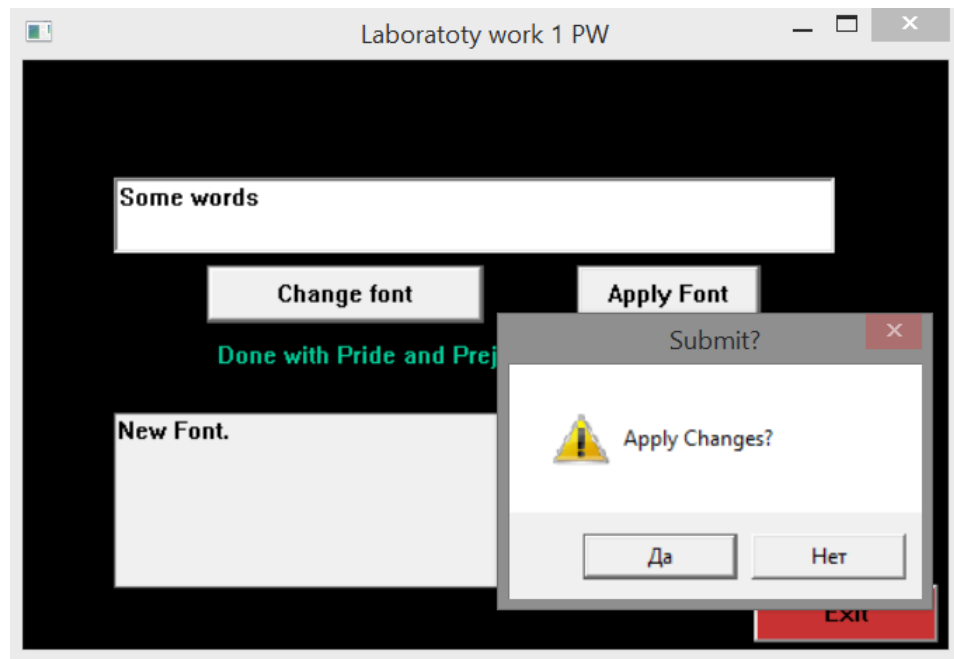 Laboratoty work 1 PW
Some words
Change font
Apply Font
Done with Pride and Prej
New Font.
Submit?
Apply Changes?
Да
Нет
Exit